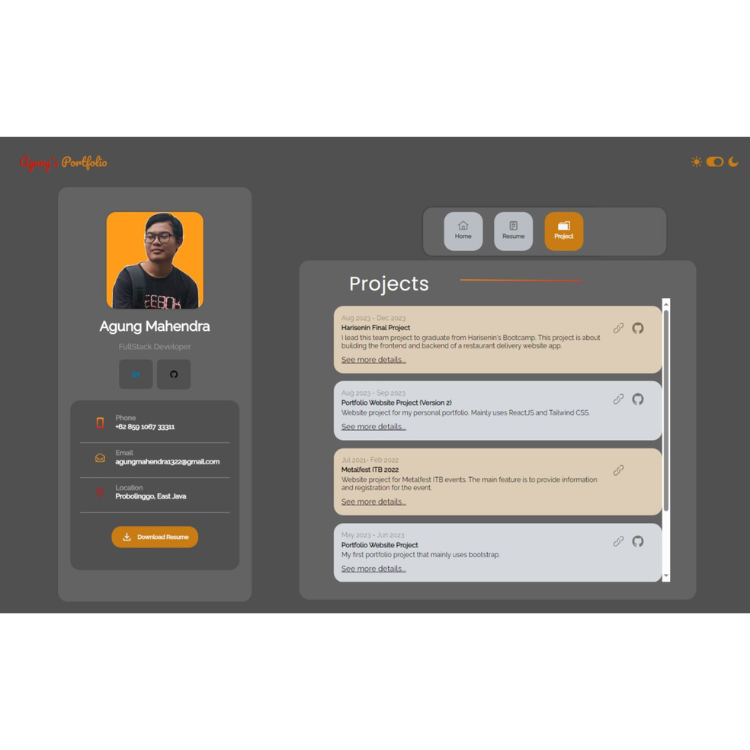 Agung's Portfolio
Agung Mahendra
FullStack Developer
Phone
+62 859 1067 33311
Email
agungmahendra1322@gmail.com
Location
Probolinggo, East Java
Download Resume
Home
Resume
Project
Projects
Aug 2023 - Dec 2023
Harisenin Final Project
I lead this team project to graduate from Harisenin's Bootcamp. This project is about
building the frontend and backend of a restaurant delivery website app.
See more details...
Aug 2023 - Sep 2023
Portfolio Website Project (Version 2)
Website project for my personal portfolio. Mainly uses ReactJS and Tailwind CSS.
See more details...
Jul 2021- Feb 2022
Metalfest ITB 2022
Website project for Metalfest ITB events. The main feature is to provide information
and registration for the event.
See more details...
May 2023 - Jun 2023
Portfolio Website Project
My first portfolio project that mainly uses bootstrap.
See more details...